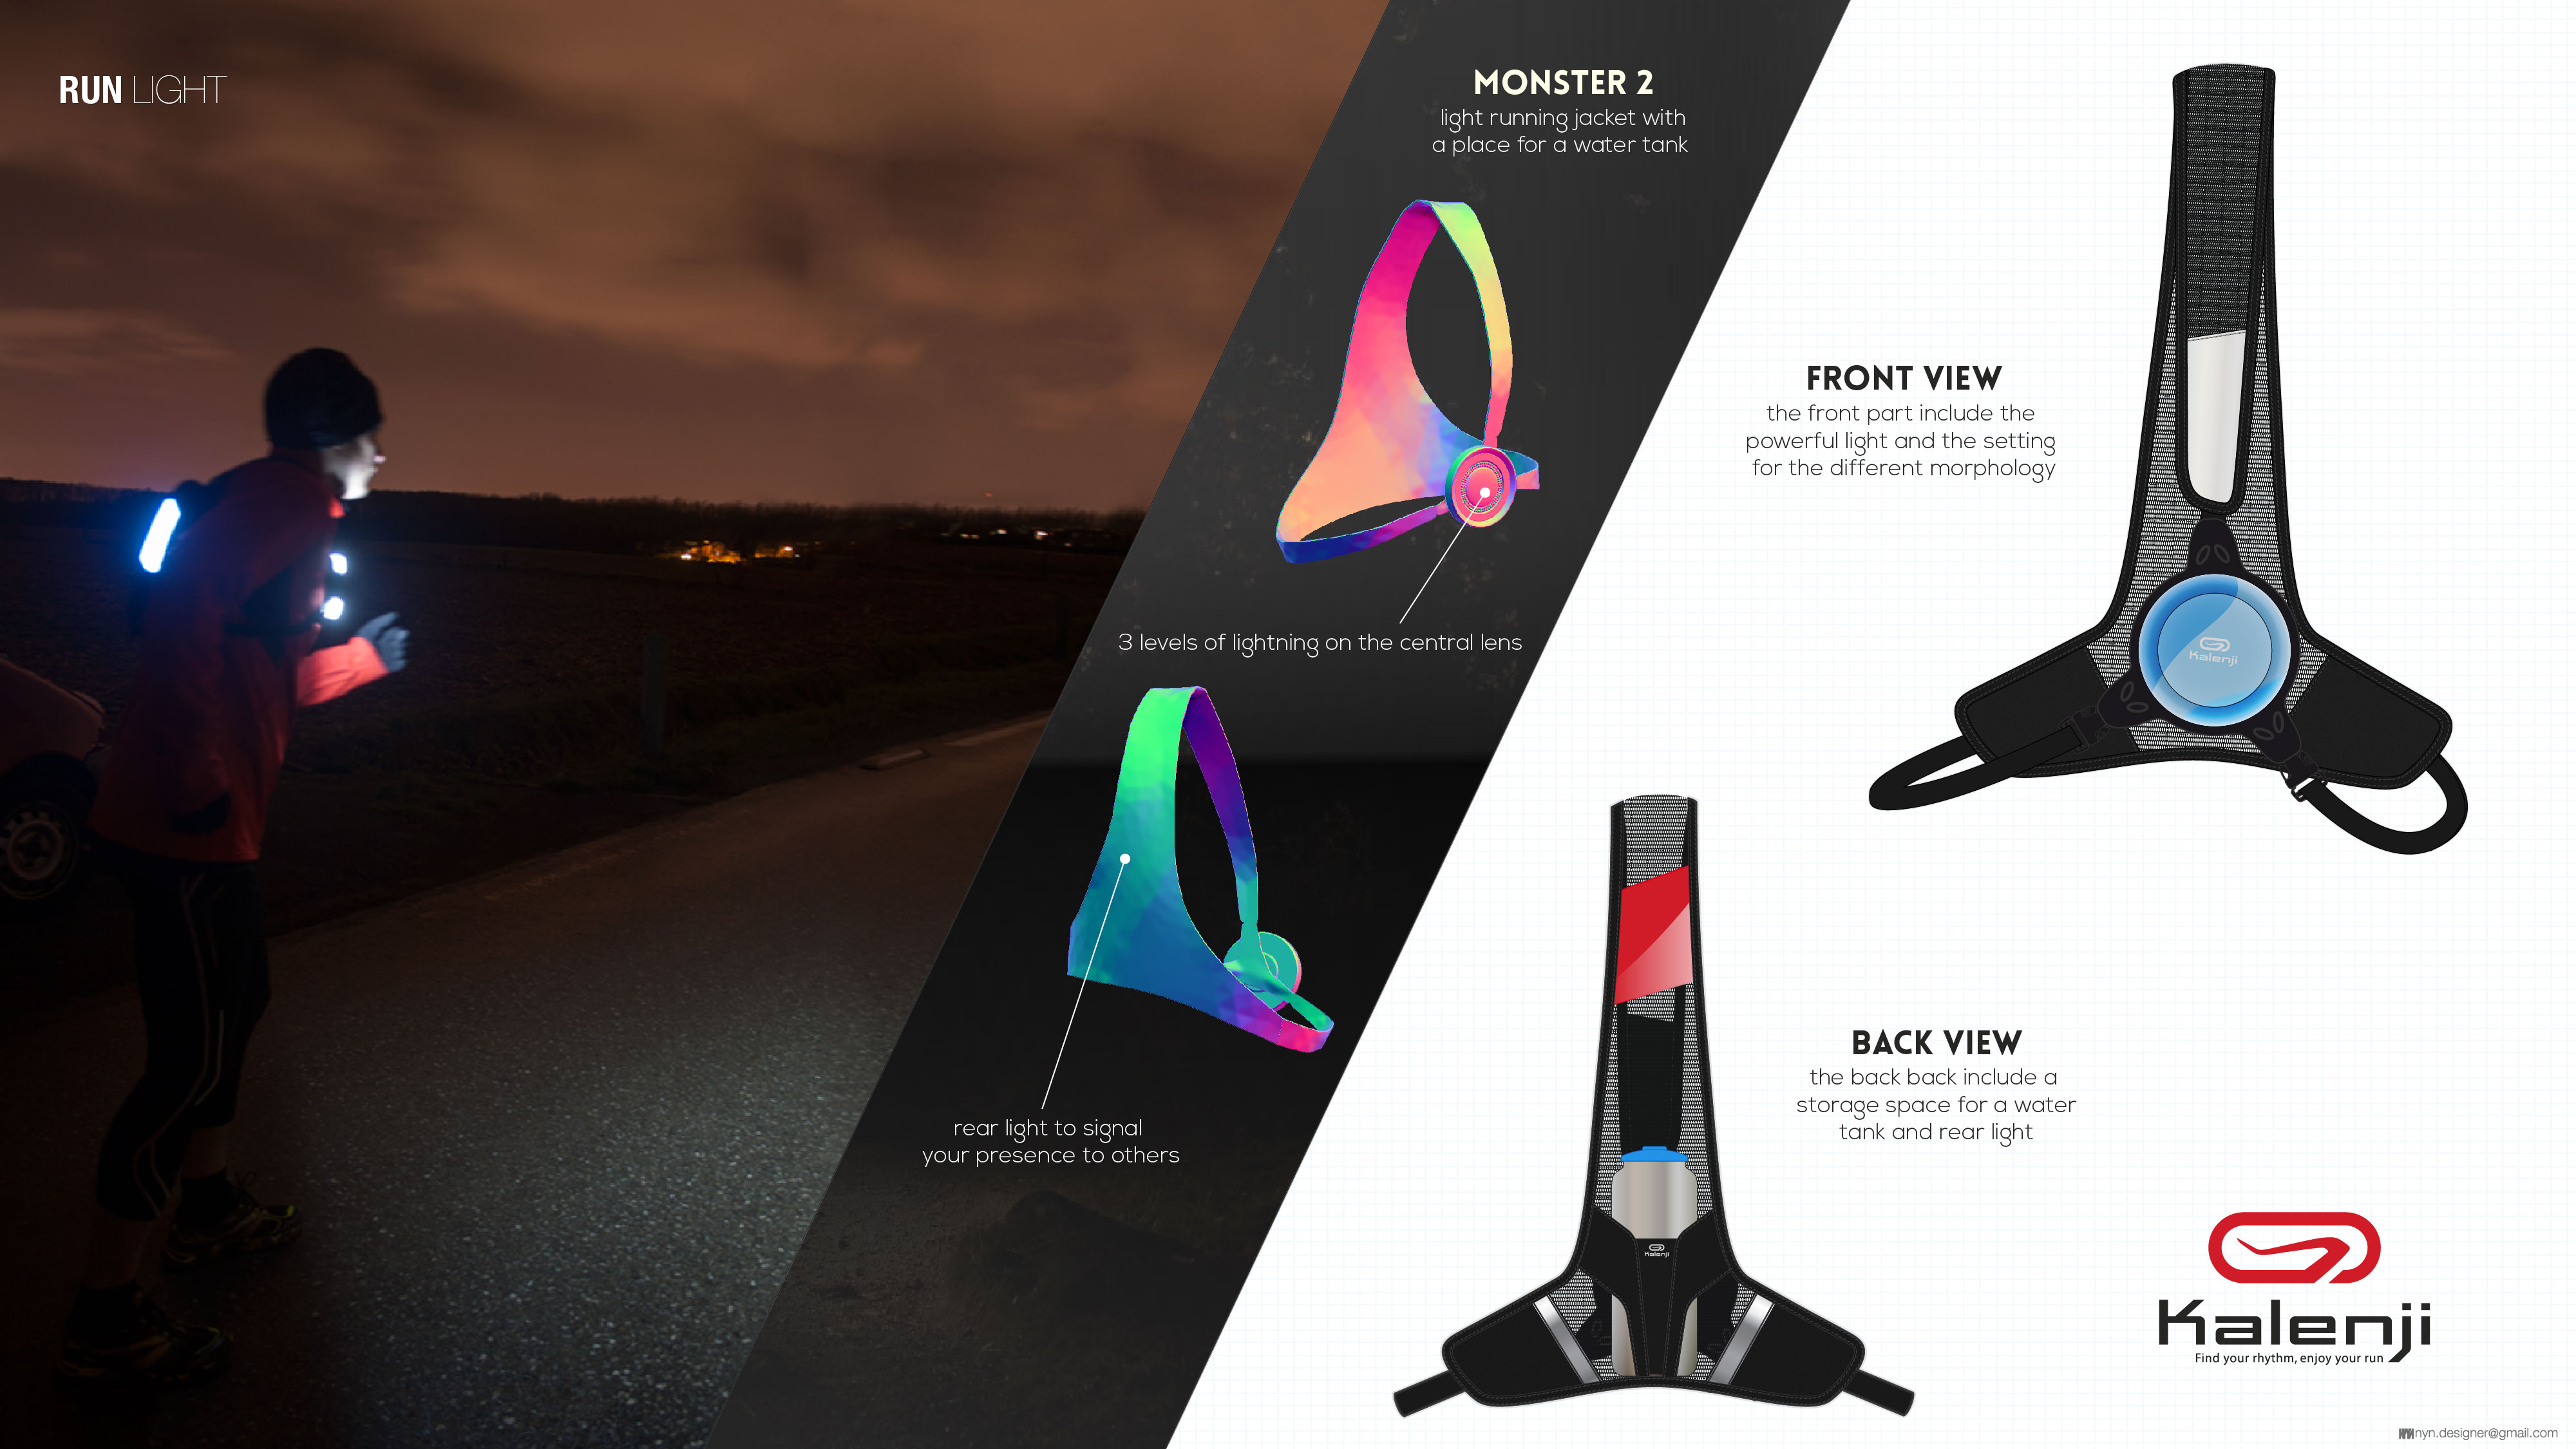 RUN LIGHT
MONSTER 2
light running jacket with
a place for a water tank
3 levels of lightning on the central lens
rear light to signal
your presence to others
FRONT VIEW
the front part include the
powerful light and the setting
for the different morphology
Kalenji
BACK VIEW
the back back include a
storage space for a water
tank and rear light
Kalenji
Kalenji
Find your rhythm, enjoy your run
nyn.designer@gmail.com